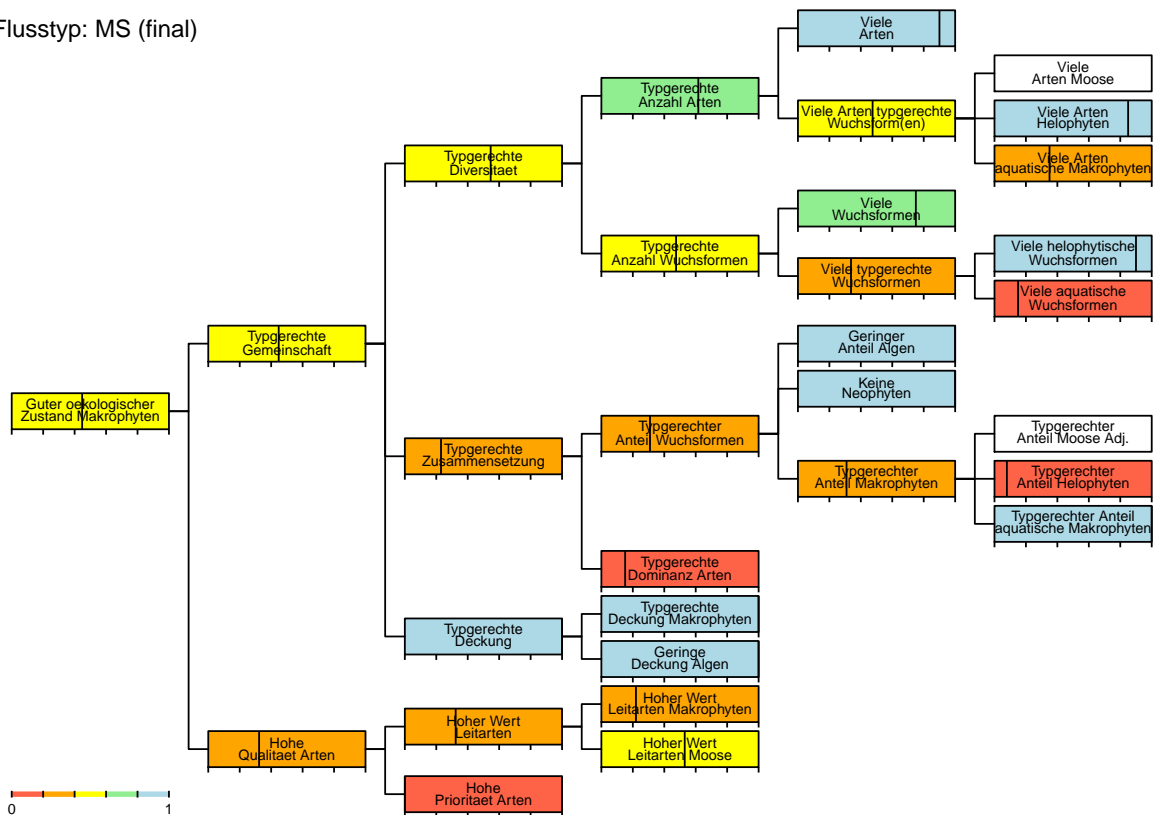 Flusstyp: MS (final)
Viele
Arten
Viele
Arten Moose
Typgerechte
Anzahl Arten
Viele Arten typgerechte
Wuchsform(en)
Viele Arten
Helophyten
Viele Arten
aquatische Makrophyten
Typgerechte
Diversitaet
Viele
Wuchsformen
Typgerechte
Anzahl Wuchsformen
Viele helophytische
Wuchsformen
Viele typgerechte
Wuchsformen
Viele aquatische
Wuchsformen
Typgerechte
Gemeinschaft
Geringer
Anteil Algen
Keine
Neophyten
Guter oekologischer
Zustand Makrophyten
Typgerechter
Anteil Wuchsformen
Typgerechter
Anteil Moose Adj.
Typgerechte
Zusammensetzung
Typgerechter
Anteil Makrophyten
Typgerechter
Anteil Helophyten
Typgerechter Anteil
aquatische Makrophyten
Typgerechte
Dominanz Arten
Typgerechte
Deckung Makrophyten
Typgerechte
Deckung
Geringe
Deckung Algen
Hoher Wert
Leitarten Makrophyten
Hoher Wert
Leitarten
Hohe
Qualitaet Arten
Hoher Wert
Leitarten Moose
Hohe
Prioritaet Arten
0 1